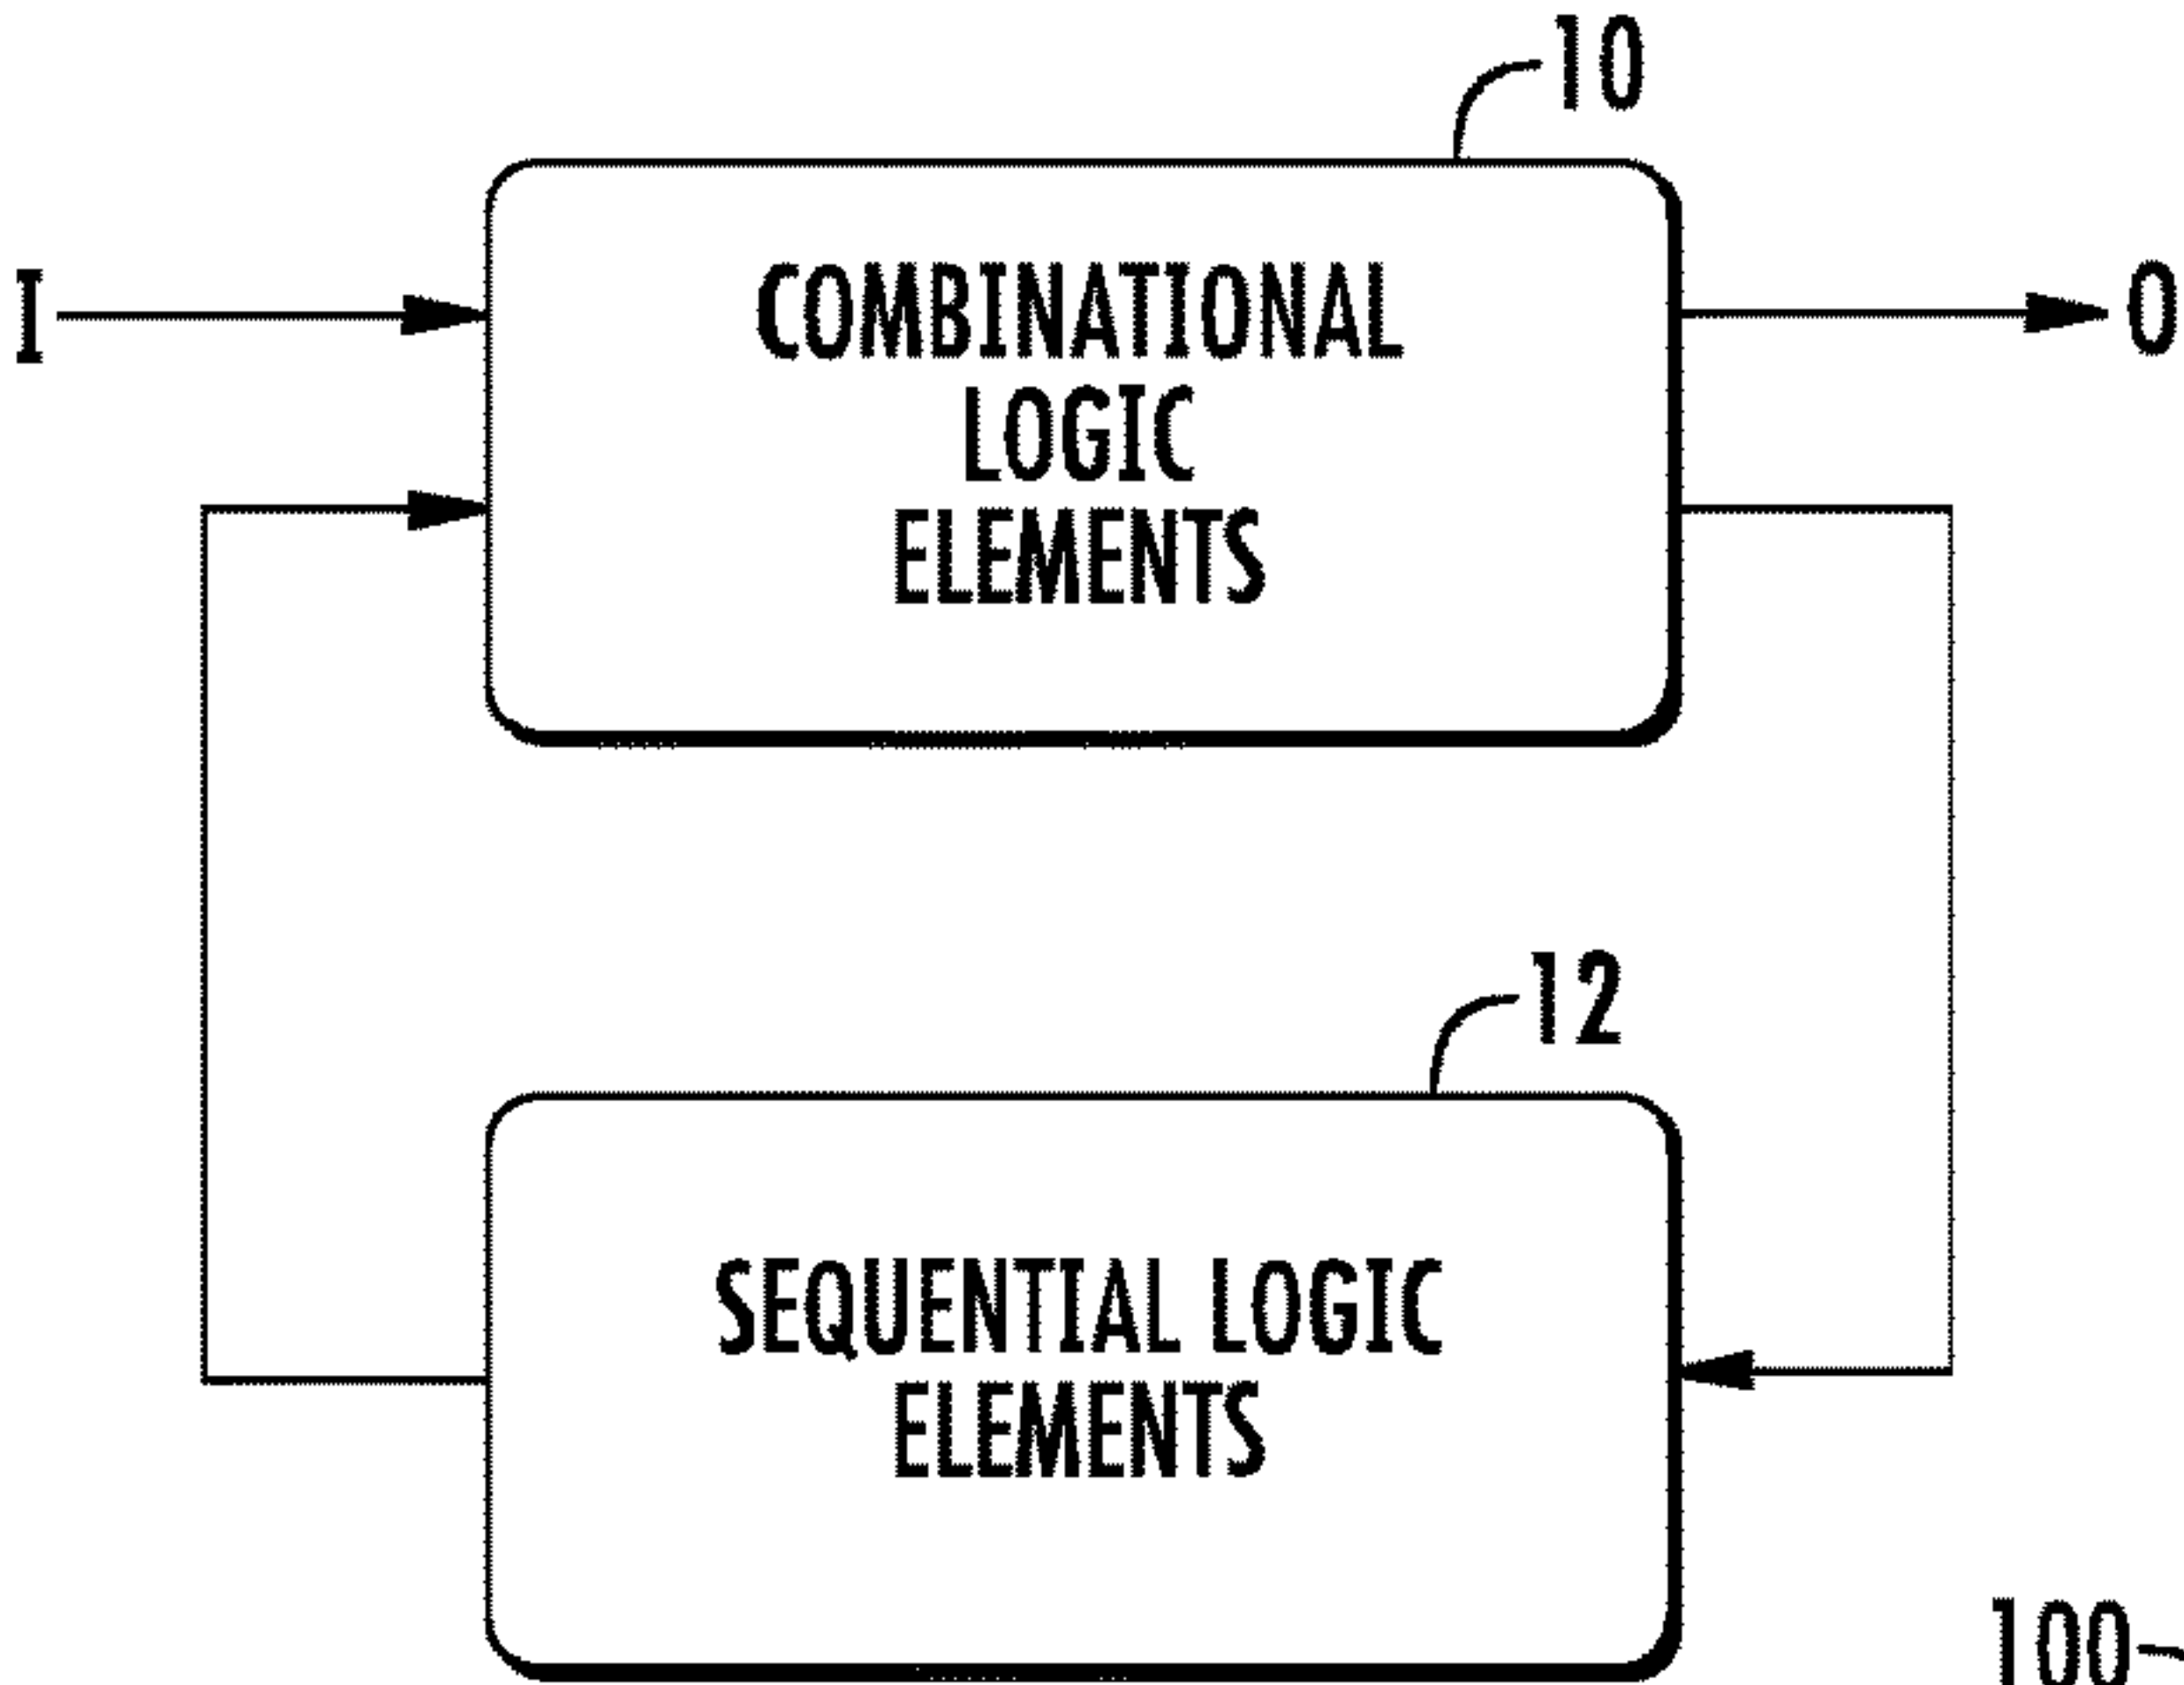 10
I
COMBINATIONAL
LOGIC
ELEMENTS
O
12
SEQUENTIAL LOGIC
ELEMENTS
100